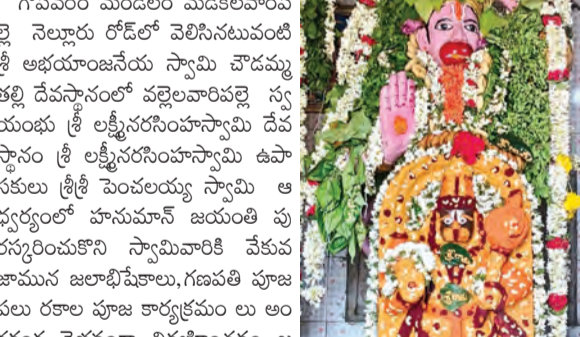 గోపవరం మండలం మడకలవారిప
ల్లె నెల్లూరు రోడ్‌లో వెలిసినటువంటి
శ్రీ అభయాంజనేయ స్వామి చౌడమ్మ
తల్లి దేవస్థానంలో వల్లెలవారిపల్లె స్వ
యంభు శ్రీ లక్ష్మీనరసింహస్వామి దేవ
స్థానం శ్రీ లక్ష్మీనరసింహస్వామి ఉపా
సకులు శ్రీశ్రీ పెంచలయ్య స్వామి ఆ
ధ్వర్యంలో హనుమాన్ జయంతి పు
రస్కరించుకొని స్వామివారికి వేకువ
జామున జలాభిషేకాలు,గణపతి పూజ
పలు రకాల పూజ కార్యక్రమం లు అం